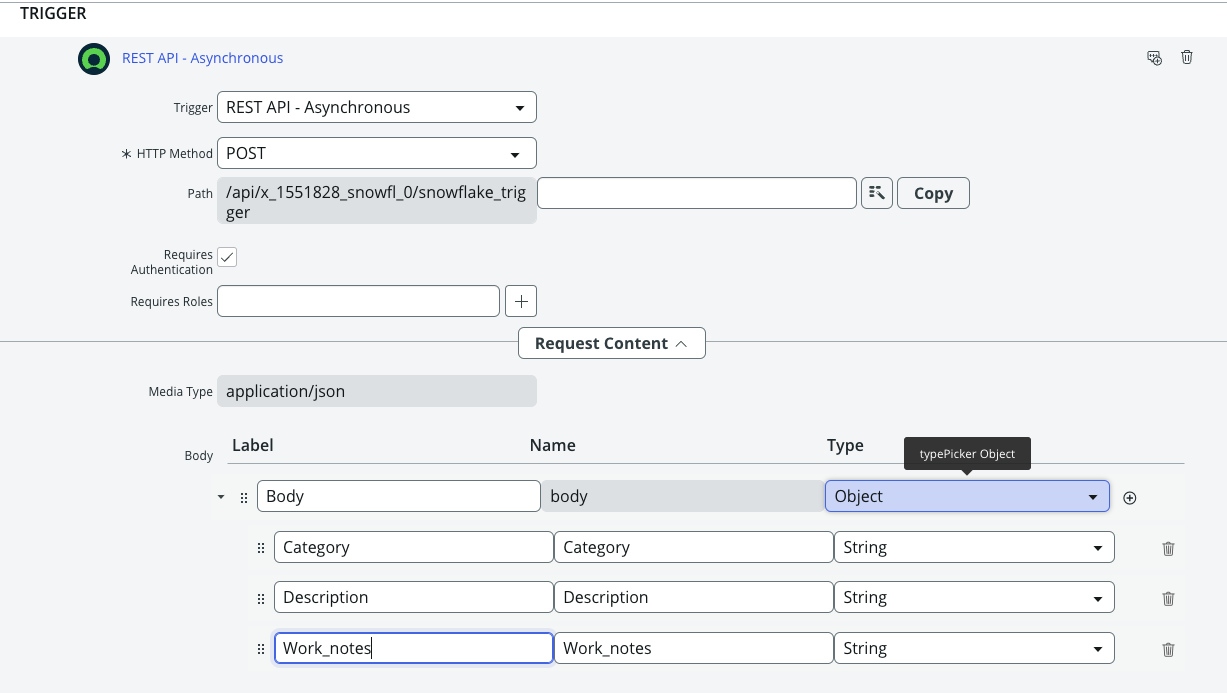 TRIGGER
REST API - Asynchronous
Trigger
REST API - Asynchronous
* HTTP Method
POST
Path
/api/x_1551828_snowfl_0/snowflake_trig
ger
Copy
Requires
Authentication
Requires Roles
Request Content
Media Type
application/json
Body
Label Name Type
typePicker Object
Body body Object
Category Category String
Description Description String
Work_notes Work_notes String